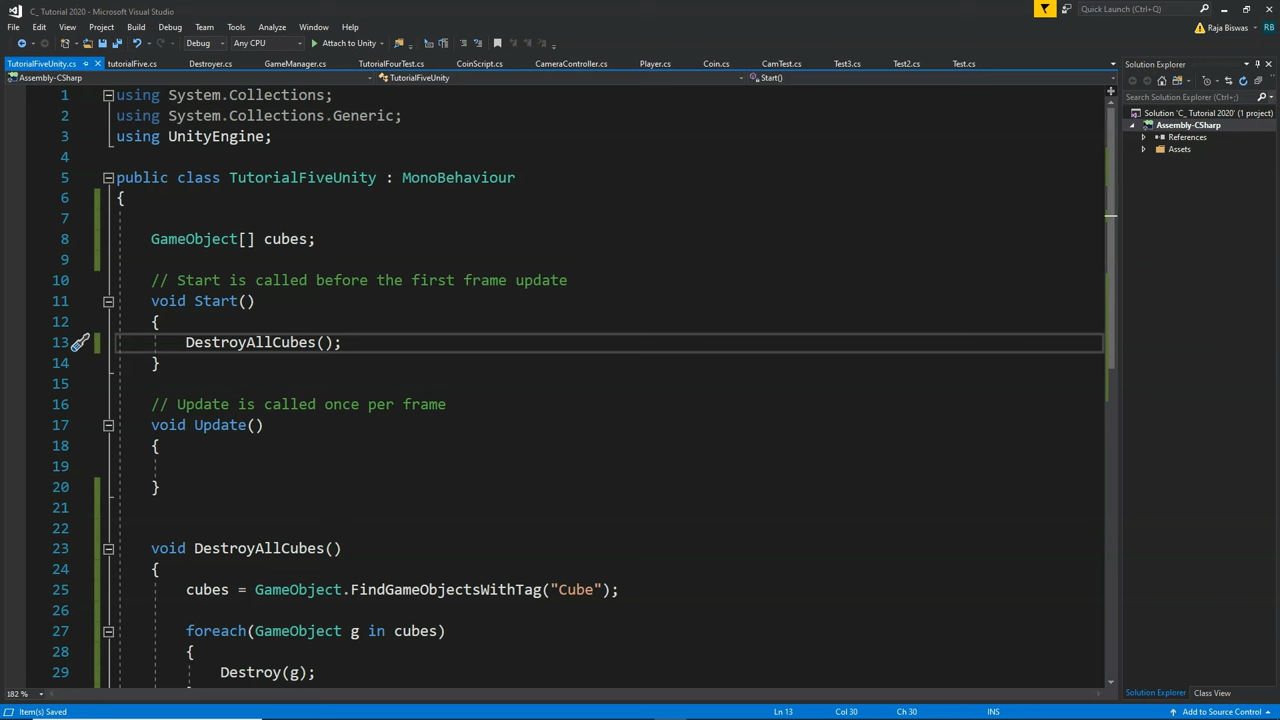 C_ Tutorial 2020 - Microsoft Visual Studio
Quick Launch (Ctrl+Q)
File Edit View Project Build Debug Team Tools Analyze Window Help
Raja Biswas RB
Debug Any CPU Attach to Unity
TutorialFiveUnity.cs tutorialFive.cs Destroyer.cs GameManager.cs TutorialFourTest.cs CoinScript.cs CameraController.cs Player.cs Coin.cs CamTest.cs Test3.cs Test2.cs Test.cs
Solution Explorer
Assembly-CSharp TutorialFiveUnity Start()
Search Solution Explorer (Ctrl+;)
Solution 'C_ Tutorial 2020' (1 project)
Assembly-CSharp
References
Assets
1 using System.Collections;
2 using System.Collections.Generic;
3 using UnityEngine;
4
5 public class TutorialFiveUnity : MonoBehaviour
6 {
7
8 GameObject[] cubes;
9
10 // Start is called before the first frame update
11 void Start()
12 {
13 DestroyAllCubes();
14 }
15
16 // Update is called once per frame
17 void Update()
18 {
19
20 }
21
22
23 void DestroyAllCubes()
24 {
25 cubes = GameObject.FindGameObjectsWithTag("Cube");
26
27 foreach(GameObject g in cubes)
28 {
29 Destroy(g);
182 %
Solution Explorer Class View
Item(s) Saved Ln 13 Col 30 Ch 30 INS Add to Source Control